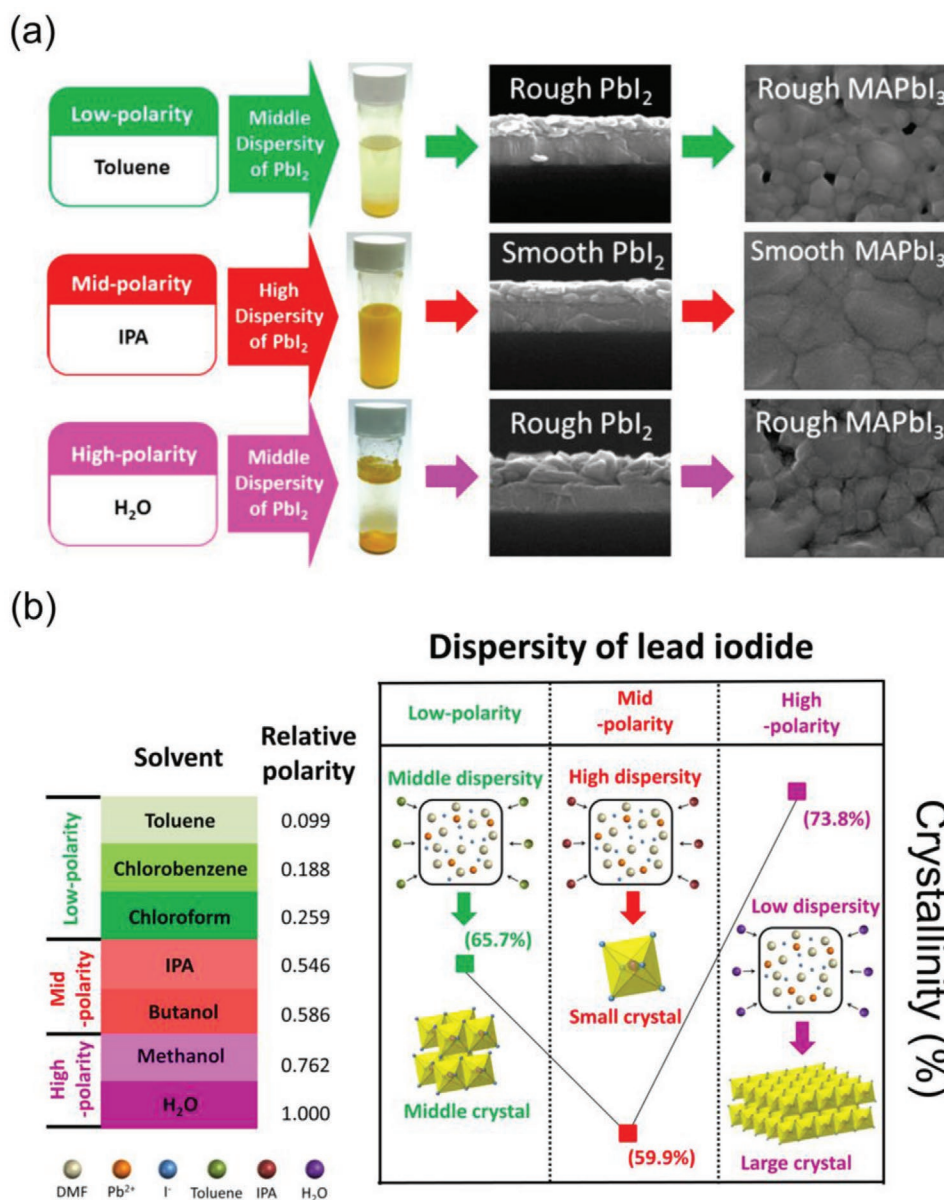 (a)
Low-polarity
Toluene
Middle
Dispersity
of PbI₂
Rough PbI₂
Rough MAPbI₃
Mid-polarity
IPA
High
Dispersity
of PbI₂
Smooth PbI₂
Smooth MAPbI₃
High-polarity
H₂O
Middle
Dispersity
of PbI₂
Rough PbI₂
Rough MAPbI₃
(b)
Dispersity of lead iodide
Solvent
Relative
polarity
Low-polarity
Toluene
0.099
Chlorobenzene
0.188
Chloroform
0.259
Mid
-polarity
IPA
0.546
Butanol
0.586
High
-polarity
Methanol
0.762
H₂O
1.000
Low-polarity
Mid
-polarity
High
-polarity
Middle dispersity
(65.7%)
Middle crystal
High dispersity
Small crystal
(59.9%)
(73.8%)
Low dispersity
Large crystal
Crystallinity (%)
DMF
Pb²⁺
I⁻
Toluene
IPA
H₂O